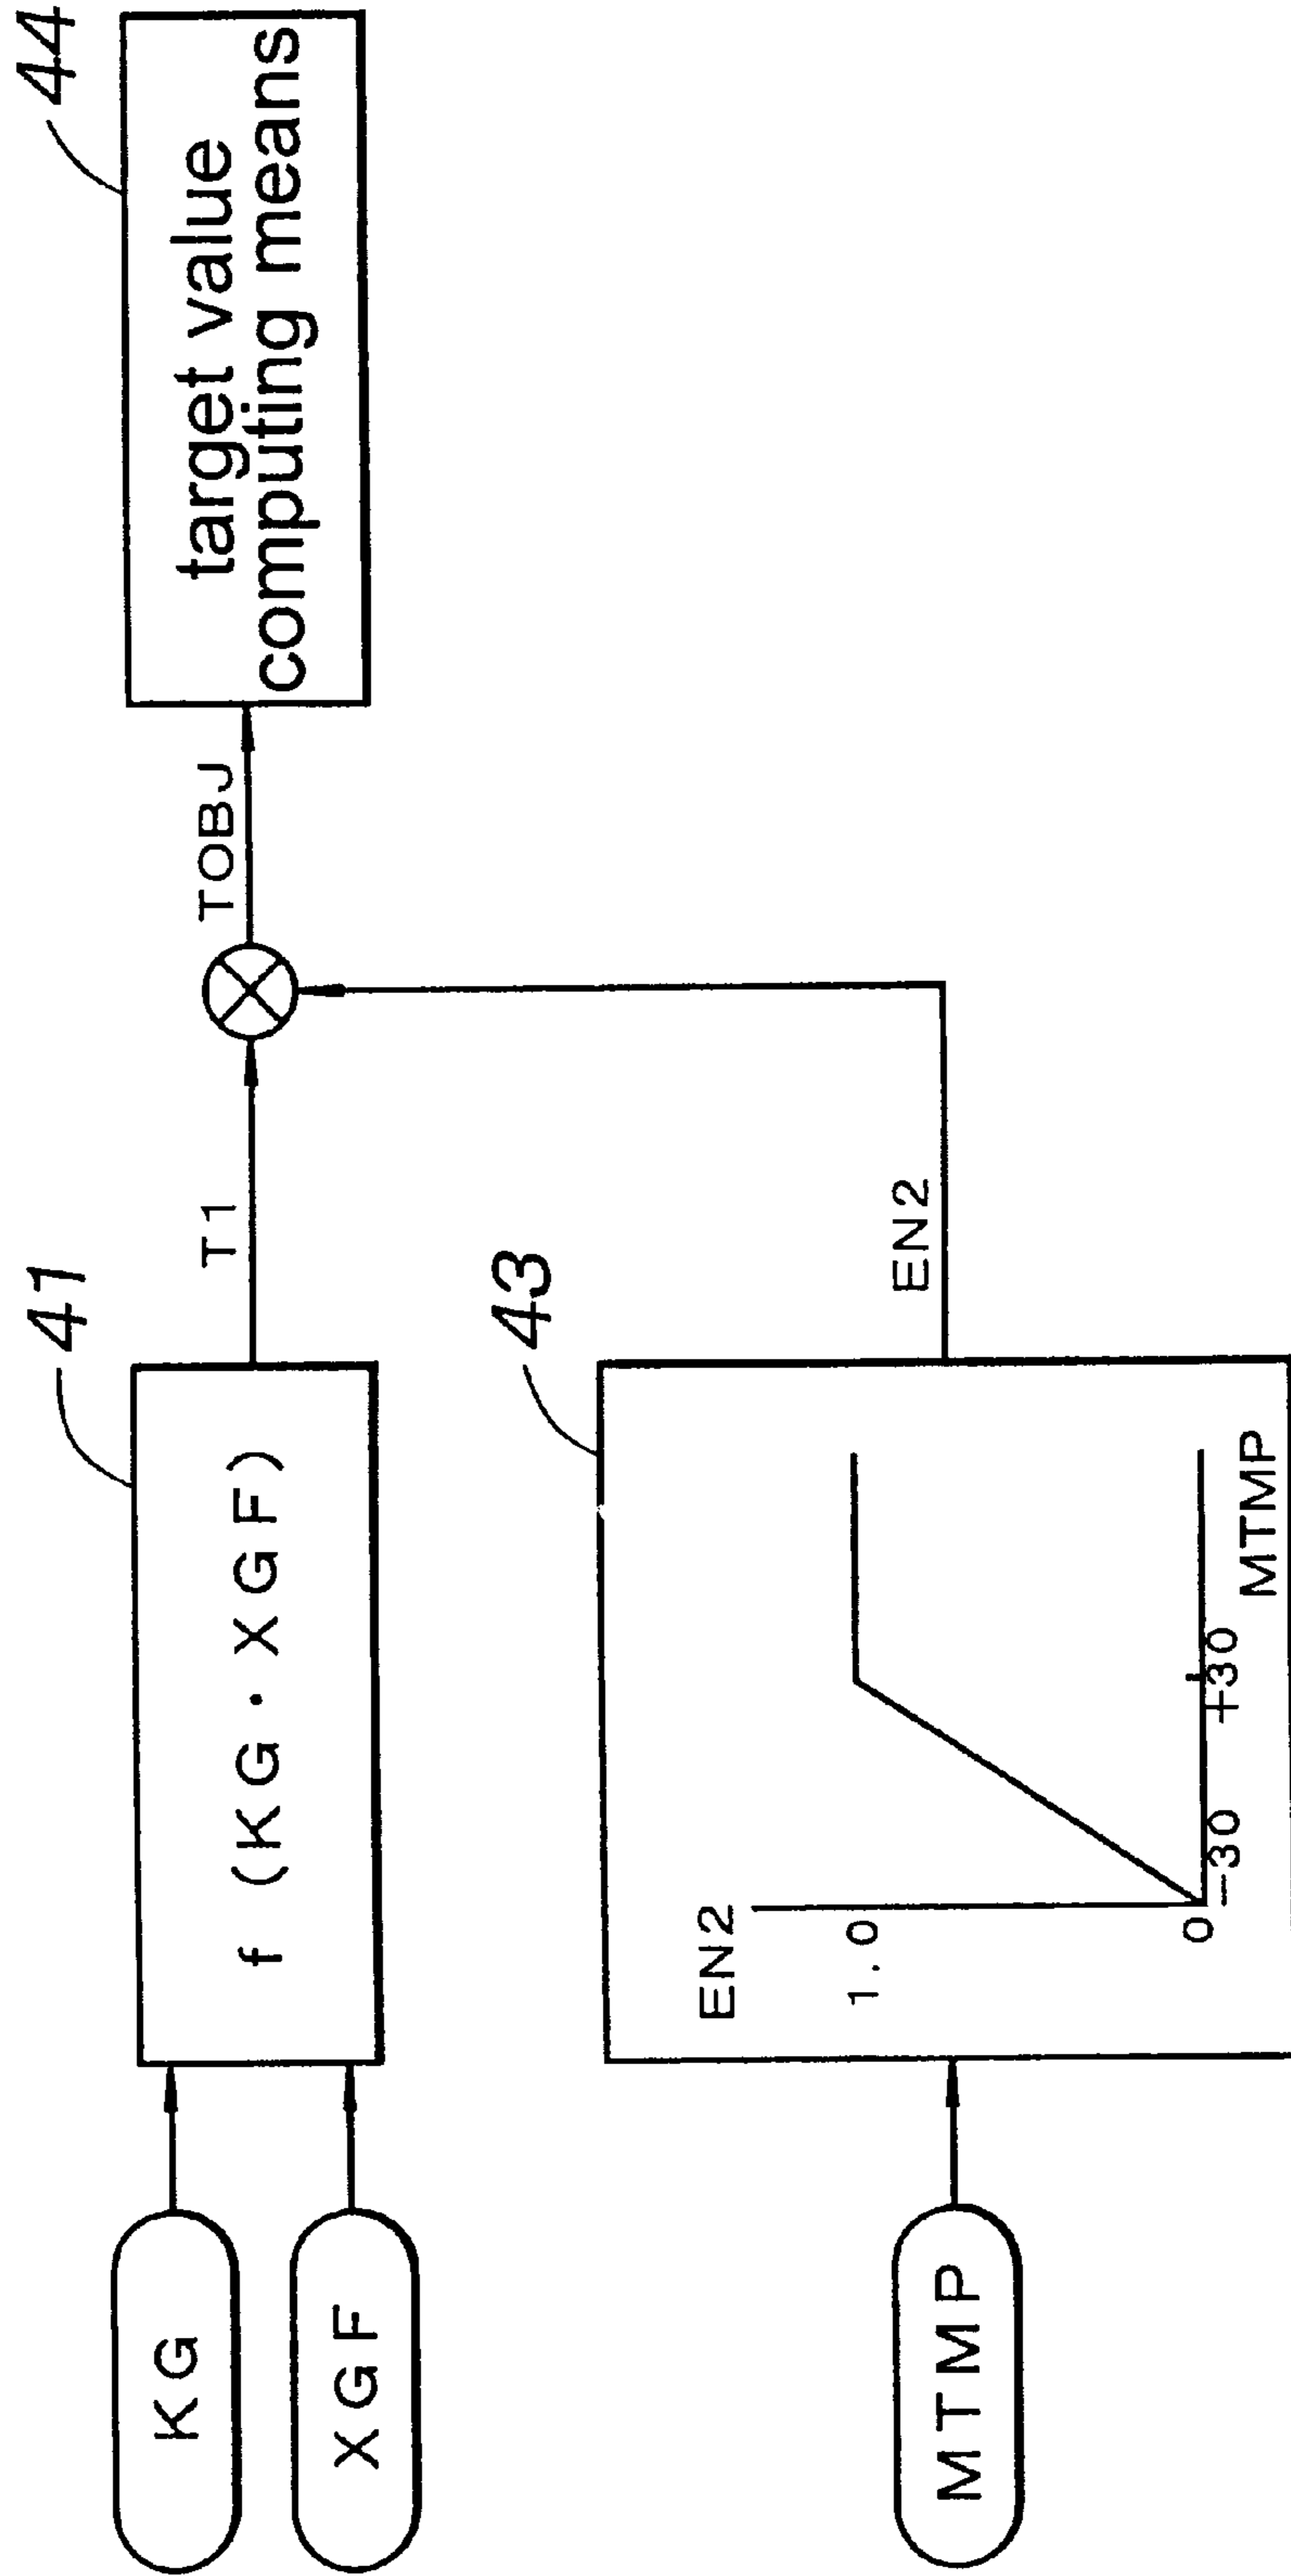 KG
XGF
41
f (KG・XGF)
T1
TOBJ
44
target value
computing means
MTMP
43
EN2
1.0
0
-30
+30
MTMP
EN2